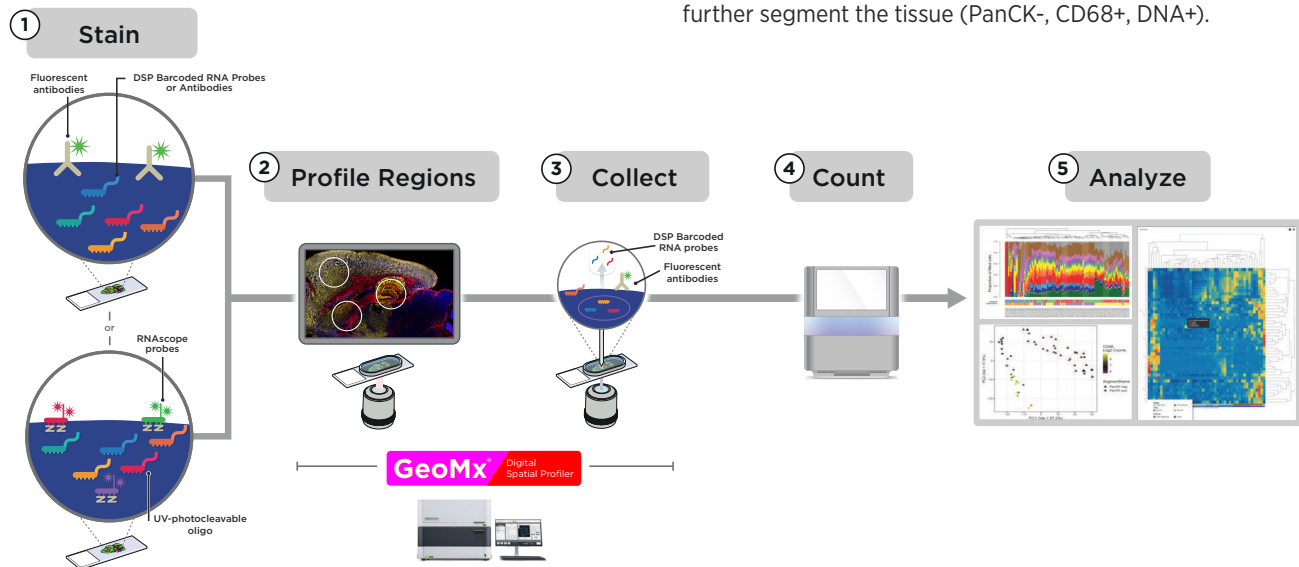 further segment the tissue (PanCK-, CD68+, DNA+).
1
Stain
Fluorescent
antibodies
DSP Barcoded RNA Probes
or Antibodies
or
RNAscope
probes
UV-photocleavable
oligo
2
Profile Regions
3
Collect
DSP Barcoded
RNA probes
Fluorescent
antibodies
4
Count
5
Analyze
GeoMx®
Digital
Spatial Profiler